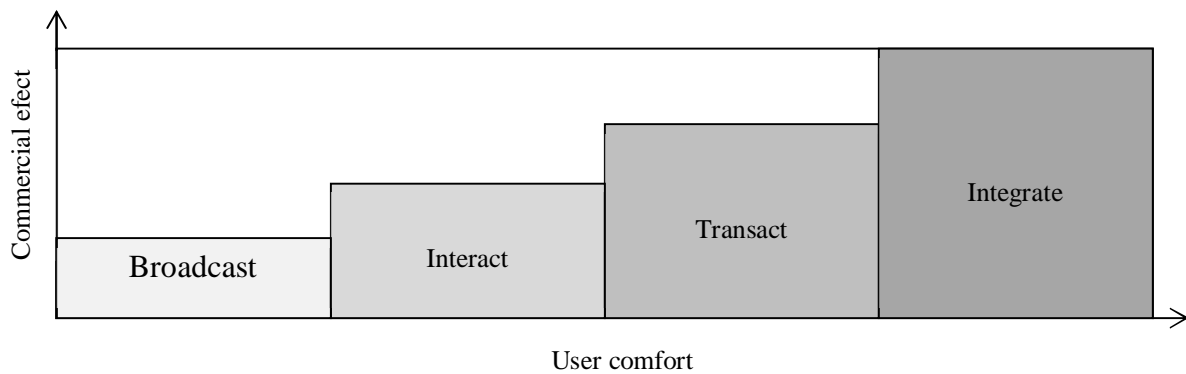 Commercial efect
Broadcast
Interact
Transact
Integrate
User comfort